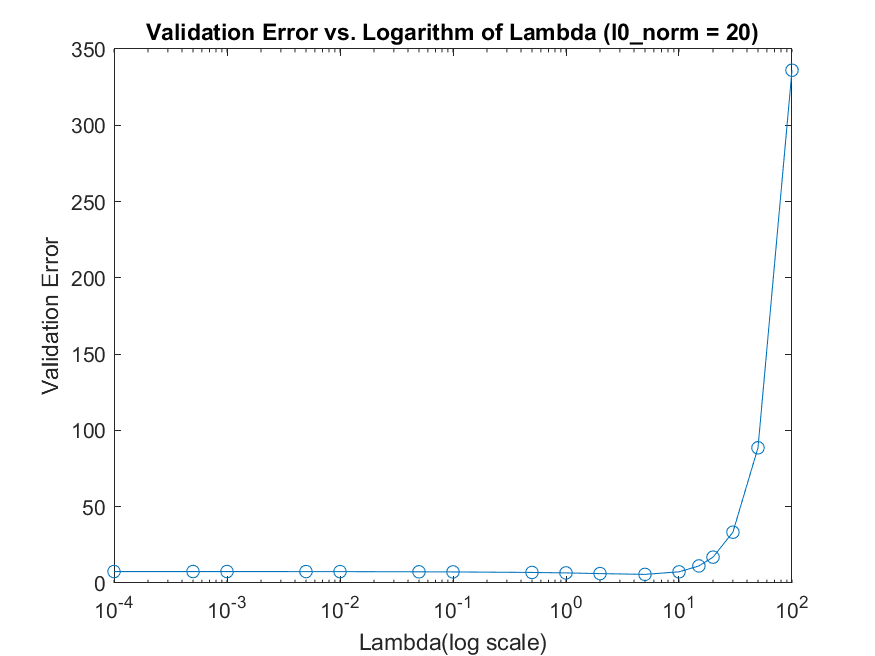 Validation Error vs. Logarithm of Lambda (l0_norm = 20)
350
300
250
200
150
100
50
0
Validation Error
10^-4 10^-3 10^-2 10^-1 10^0 10^1 10^2
Lambda(log scale)